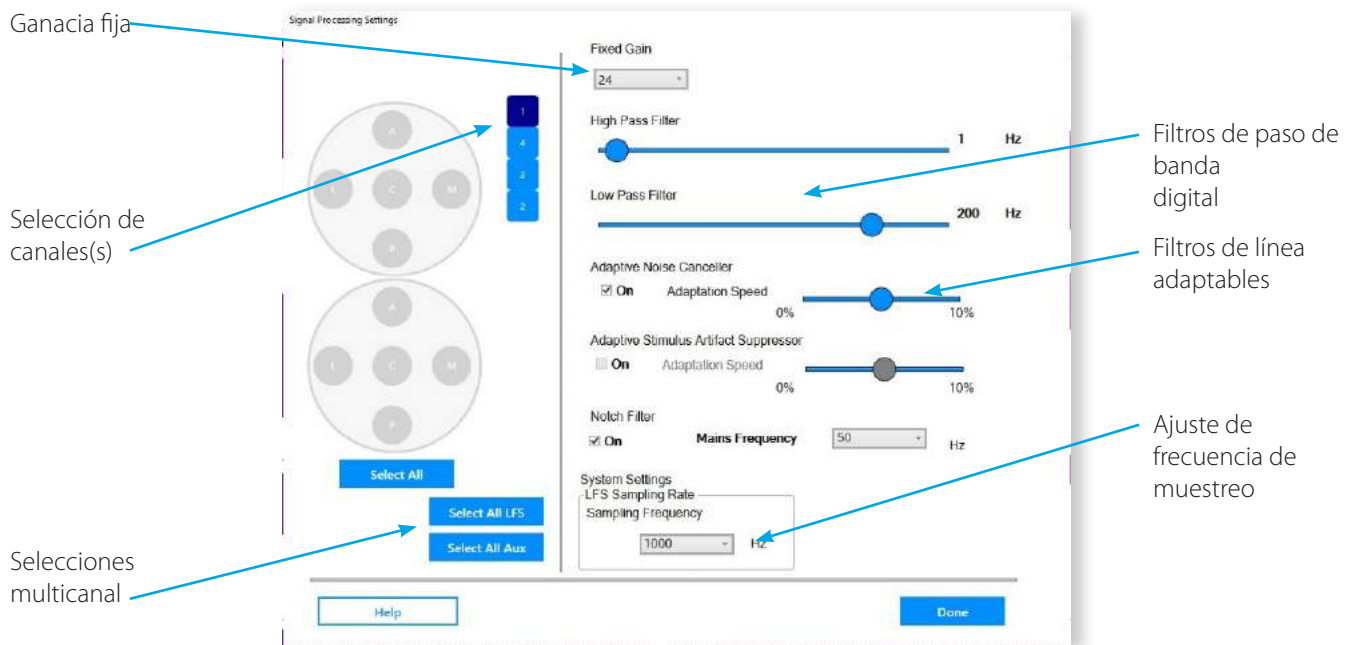 Ganacia fija
Selección de
canales(s)
Selecciones
multicanal
Signal Processing Settings
A
L
C
M
1
4
2
2
A
C
M
Select All
Select All LFS
Select All Aux
Fixed Gain
24
High Pass Filter
1 Hz
Low Pass Filter
200 Hz
Adaptive Noise Canceller
On Adaptation Speed
0% 10%
Adaptive Stimulus Artifact Suppressor
On Adaptation Speed
0% 10%
Notch Filter
On Mains Frequency 50 Hz
System Settings
LFS Sampling Rate
Sampling Frequency
1000 Hz
Help
Done
Filtros de paso de
banda
digital
Filtros de línea
adaptables
Ajuste de
frecuencia de
muestreo